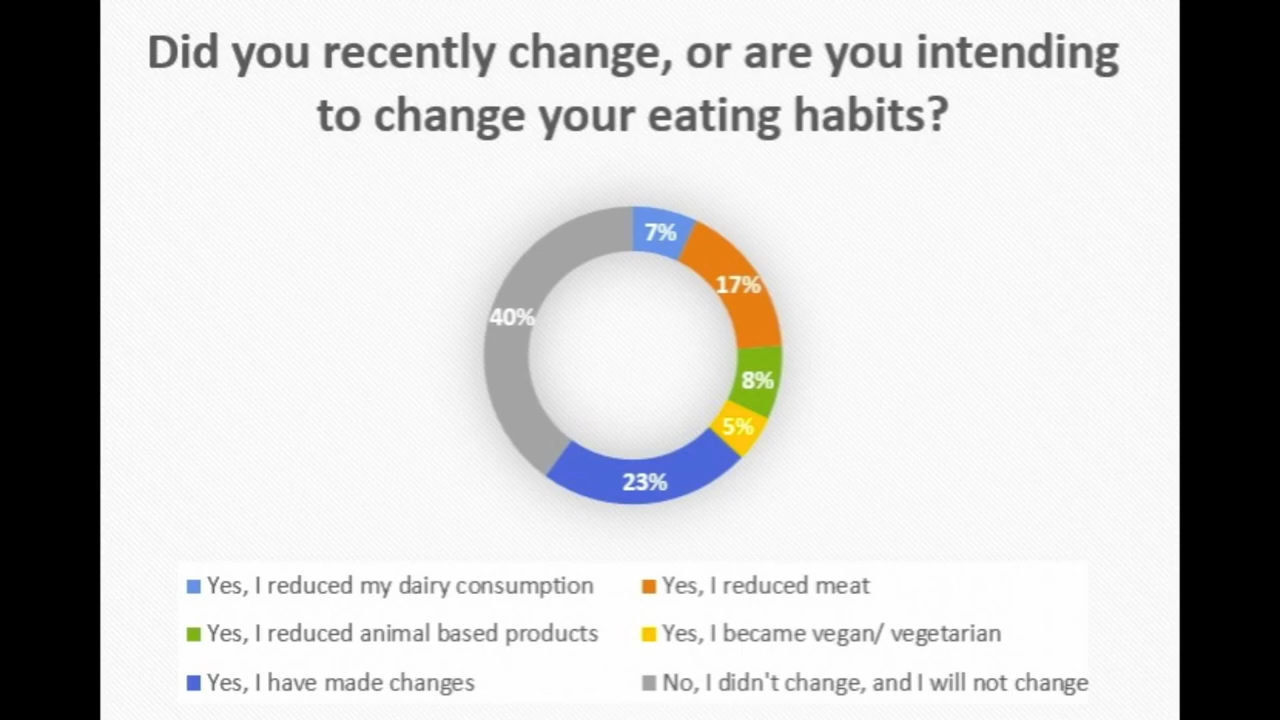 Did you recently change, or are you intending
to change your eating habits?
7%
17%
40%
8%
5%
23%
Yes, I reduced my dairy consumption
Yes, I reduced meat
Yes, I reduced animal based products
Yes, I became vegan/ vegetarian
Yes, I have made changes
No, I didn't change, and I will not change